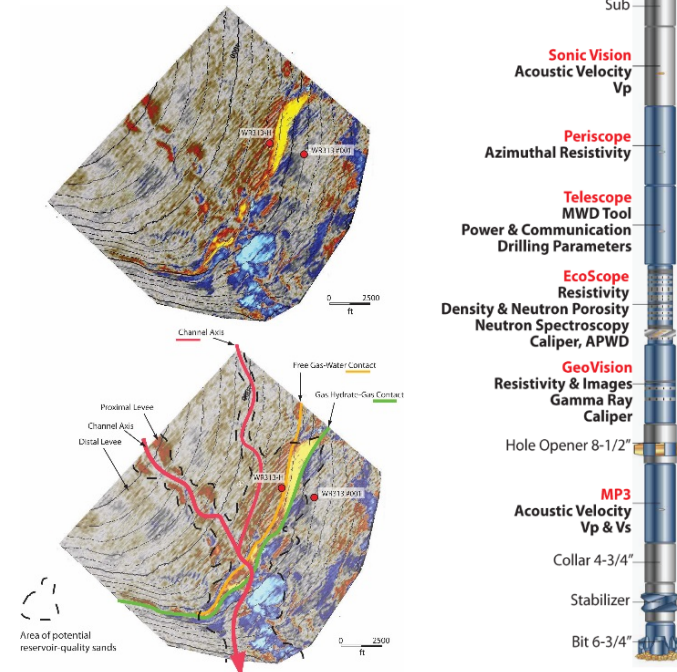 WR313-H
WR313#001
0 2500
ft
Channel Axis
Free Gas-Water Contact
Gas Hydrate-Gas Contact
Proximal Levee
Channel Axis
Distal Levee
WR313-H
WR313#001
Area of potential
reservoir-quality sands
0 2500
ft
Sub
Sonic Vision
Acoustic Velocity
Vp
Periscope
Azimuthal Resistivity
Telescope
MWD Tool
Power & Communication
Drilling Parameters
EcoScope
Resistivity
Density & Neutron Porosity
Neutron Spectroscopy
Caliper, APWD
GeoVision
Resistivity & Images
Gamma Ray
Caliper
Hole Opener 8-1/2"
MP3
Acoustic Velocity
Vp & Vs
Collar 4-3/4"
Stabilizer
Bit 6-3/4"